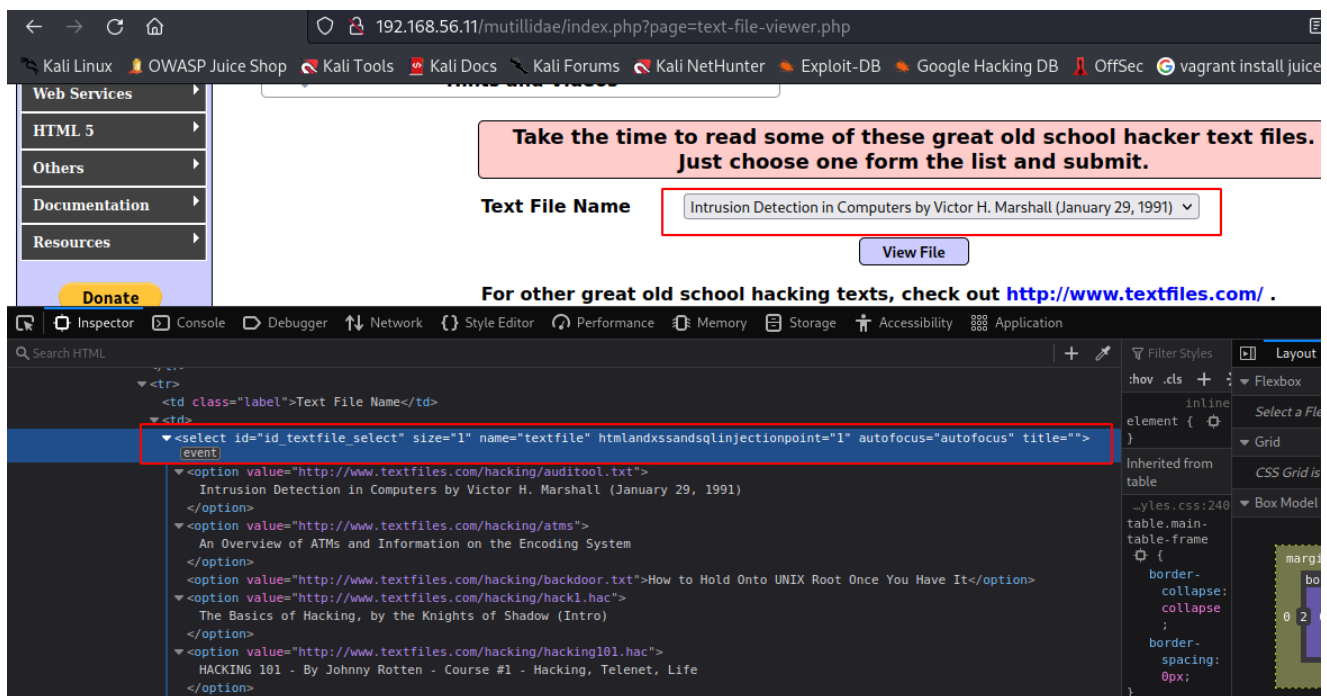 192.168.56.11/mutillidae/index.php?page=text-file-viewer.php
Kali Linux OWASP Juice Shop Kali Tools Kali Docs Kali Forums Kali NetHunter Exploit-DB Google Hacking DB OffSec vagrant install juice
Web Services
Hints and Videos
HTML 5
Others
Documentation
Resources
Donate
Take the time to read some of these great old school hacker text files.
Just choose one form the list and submit.
Text File Name Intrusion Detection in Computers by Victor H. Marshall (January 29, 1991)
View File
For other great old school hacking texts, check out http://www.textfiles.com/ .
Inspector Console Debugger Network Style Editor Performance Memory Storage Accessibility Application
Search HTML
<tr>
<td class="label">Text File Name</td>
<td>
<select id="id_textfile_select" size="1" name="textfile" htmlandxssandsqlinjectionpoint="1" autofocus="autofocus" title="">
event
<option value="http://www.textfiles.com/hacking/auditool.txt">
Intrusion Detection in Computers by Victor H. Marshall (January 29, 1991)
</option>
<option value="http://www.textfiles.com/hacking/atms">
An Overview of ATMs and Information on the Encoding System
</option>
<option value="http://www.textfiles.com/hacking/backdoor.txt">How to Hold Onto UNIX Root Once You Have It</option>
<option value="http://www.textfiles.com/hacking/hack1.hac">
The Basics of Hacking, by the Knights of Shadow (Intro)
</option>
<option value="http://www.textfiles.com/hacking/hacking101.hac">
HACKING 101 - By Johnny Rotten - Course #1 - Hacking, Telenet, Life
</option>
Filter Styles
:hov .cls +
inline
element {
}
Inherited from
table
…yles.css:240
table.main-
table-frame
{
border-
collapse:
collapse
;
border-
spacing:
0px;
}
Layout
Flexbox
Select a Fle
Grid
CSS Grid is
Box Model
margi
bo
0 2